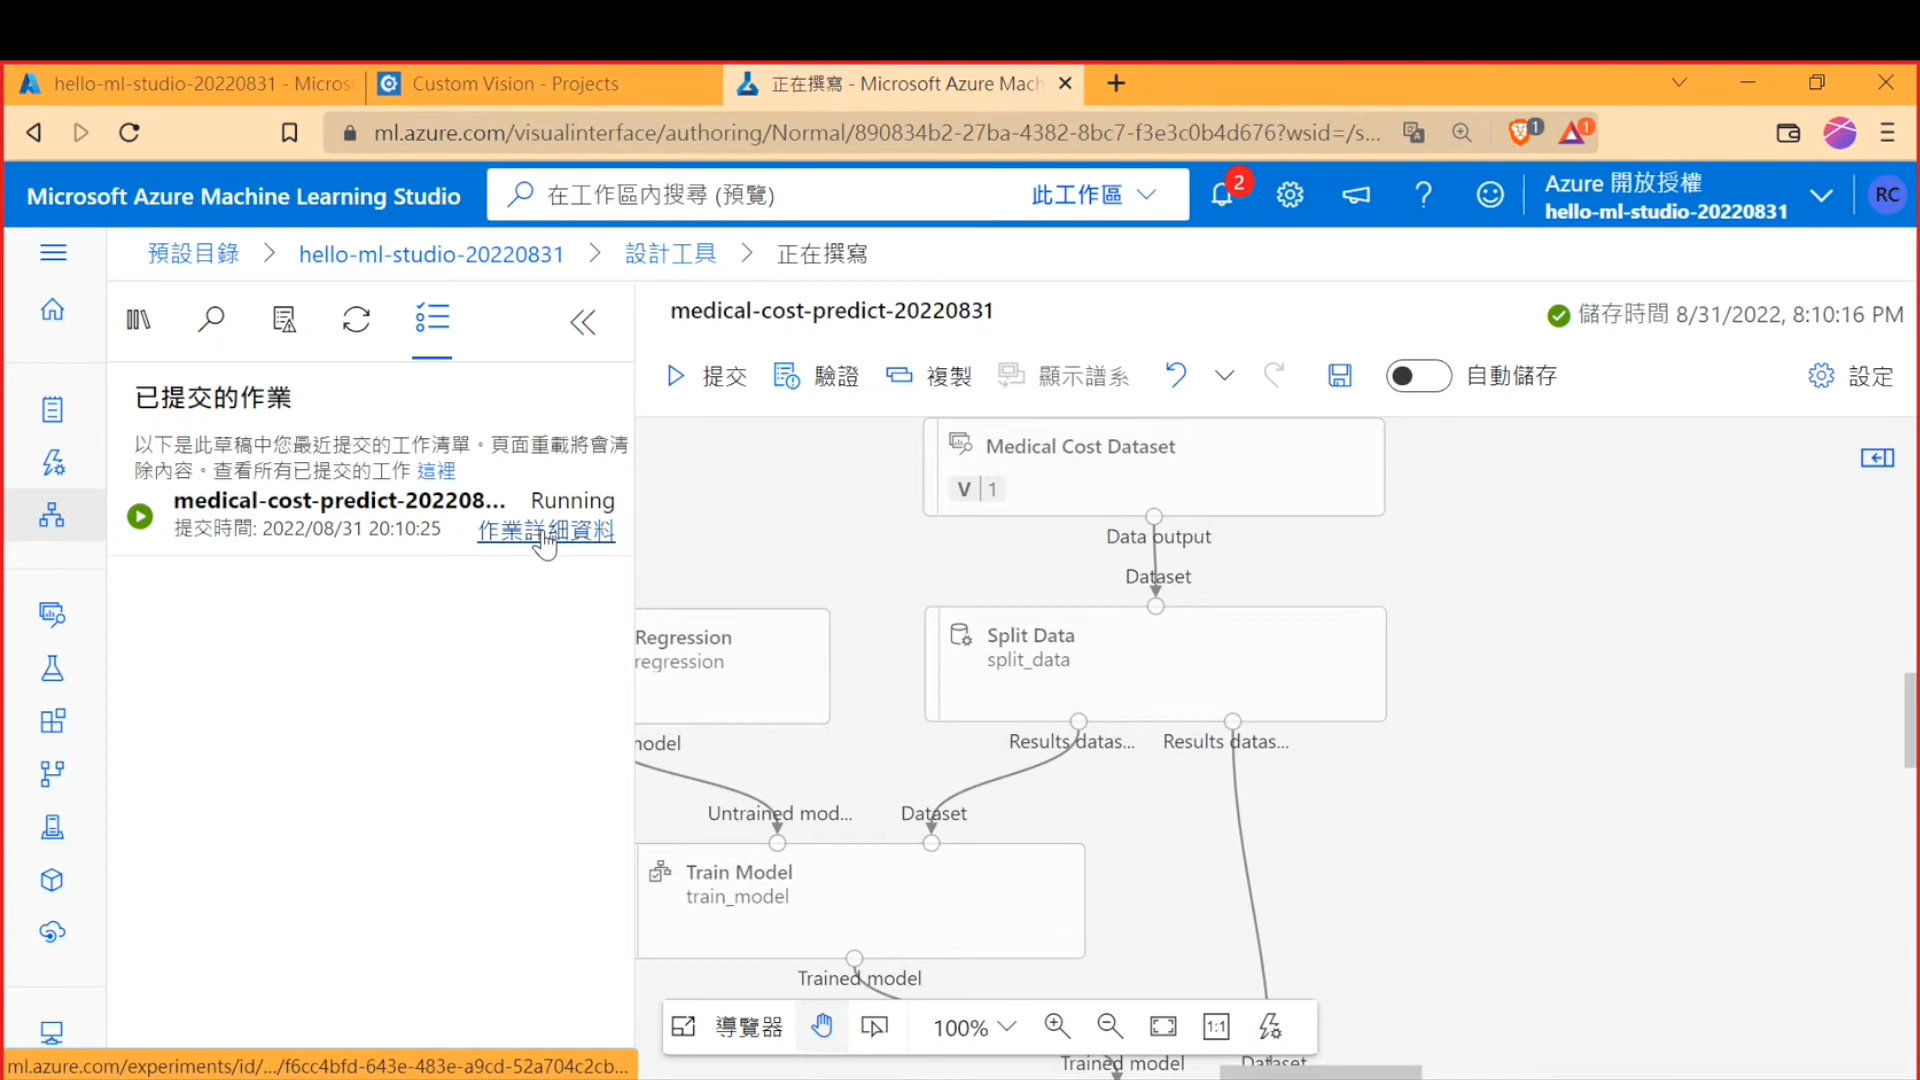 hello-ml-studio-20220831 - Micros
Custom Vision - Projects
正在撰寫 - Microsoft Azure Mach
ml.azure.com/visualinterface/authoring/Normal/890834b2-27ba-4382-8bc7-f3e3c0b4d676?wsid=/s...
1
1
Microsoft Azure Machine Learning Studio
在工作區內搜尋 (預覽)
此工作區
2
Azure 開放授權
hello-ml-studio-20220831
RC
預設目錄 > hello-ml-studio-20220831 > 設計工具 > 正在撰寫
已提交的作業
以下是此草稿中您最近提交的工作清單。頁面重載將會清
除內容。查看所有已提交的工作 這裡
medical-cost-predict-202208... Running
提交時間: 2022/08/31 20:10:25 作業詳細資料
medical-cost-predict-20220831
儲存時間 8/31/2022, 8:10:16 PM
提交 驗證 複製 顯示譜系 自動儲存 設定
Medical Cost Dataset
V | 1
Data output
Dataset
Regression
regression
Split Data
split_data
model
Results datas... Results datas...
Untrained mod... Dataset
Train Model
train_model
Trained model
導覽器 100% 1:1
Trained model Dataset
ml.azure.com/experiments/id/.../f6cc4bfd-643e-483e-a9cd-52a704c2cb...